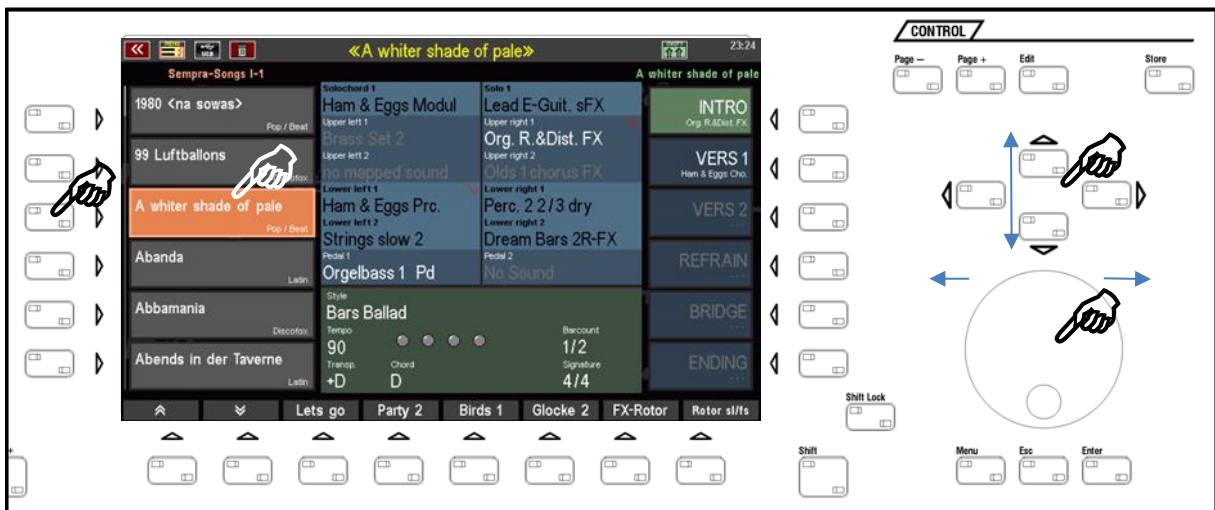 CONTROL
Page –
Page +
Edit
Store
«A whiter shade of pale»
23:24
Sempra-Songs I-1
A whiter shade of pale
1980 <na sowas>
Pop / Beat
99 Luftballons
A whiter shade of pale
Pop / Beat
Abanda
Latin
Abbamania
Discofox
Abends in der Taverne
Latin
Solochord 1
Ham & Eggs Modul
Solo 1
Lead E-Guit. sFX
Upper left 1
Brass Set 2
Upper right 1
Org. R.&Dist. FX
Upper left 2
no mapped sound
Upper right 2
Olds 1 chorus FX
Lower left 1
Ham & Eggs Prc.
Lower right 1
Perc. 2 2/3 dry
Lower left 2
Strings slow 2
Lower right 2
Dream Bars 2R-FX
Pedal 1
Orgelbass 1 Pd
Pedal 2
No Sound
Style
Bars Ballad
Tempo
90
Barcount
1/2
Transp.
+D
Chord
D
Signature
4/4
INTRO
Org. R.&Dist. FX
VERS 1
Ham & Eggs Cho.
VERS 2
---
REFRAIN
---
BRIDGE
---
ENDING
---
Lets go
Party 2
Birds 1
Glocke 2
FX-Rotor
Rotor sl/fs
Shift Lock
+
Shift
Menu
Esc
Enter